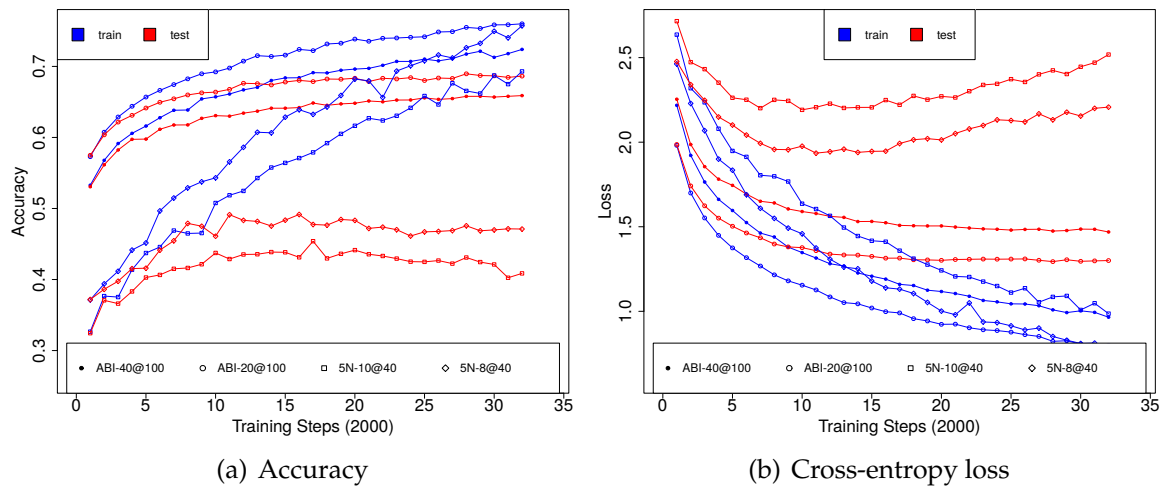 train test
Accuracy
0.7
0.6
0.5
0.4
0.3
ABI-40@100 ABI-20@100 5N-10@40 5N-8@40
0 5 10 15 20 25 30 35
Training Steps (2000)
(a) Accuracy
train test
Loss
2.5
2.0
1.5
1.0
ABI-40@100 ABI-20@100 5N-10@40 5N-8@40
0 5 10 15 20 25 30 35
Training Steps (2000)
(b) Cross-entropy loss